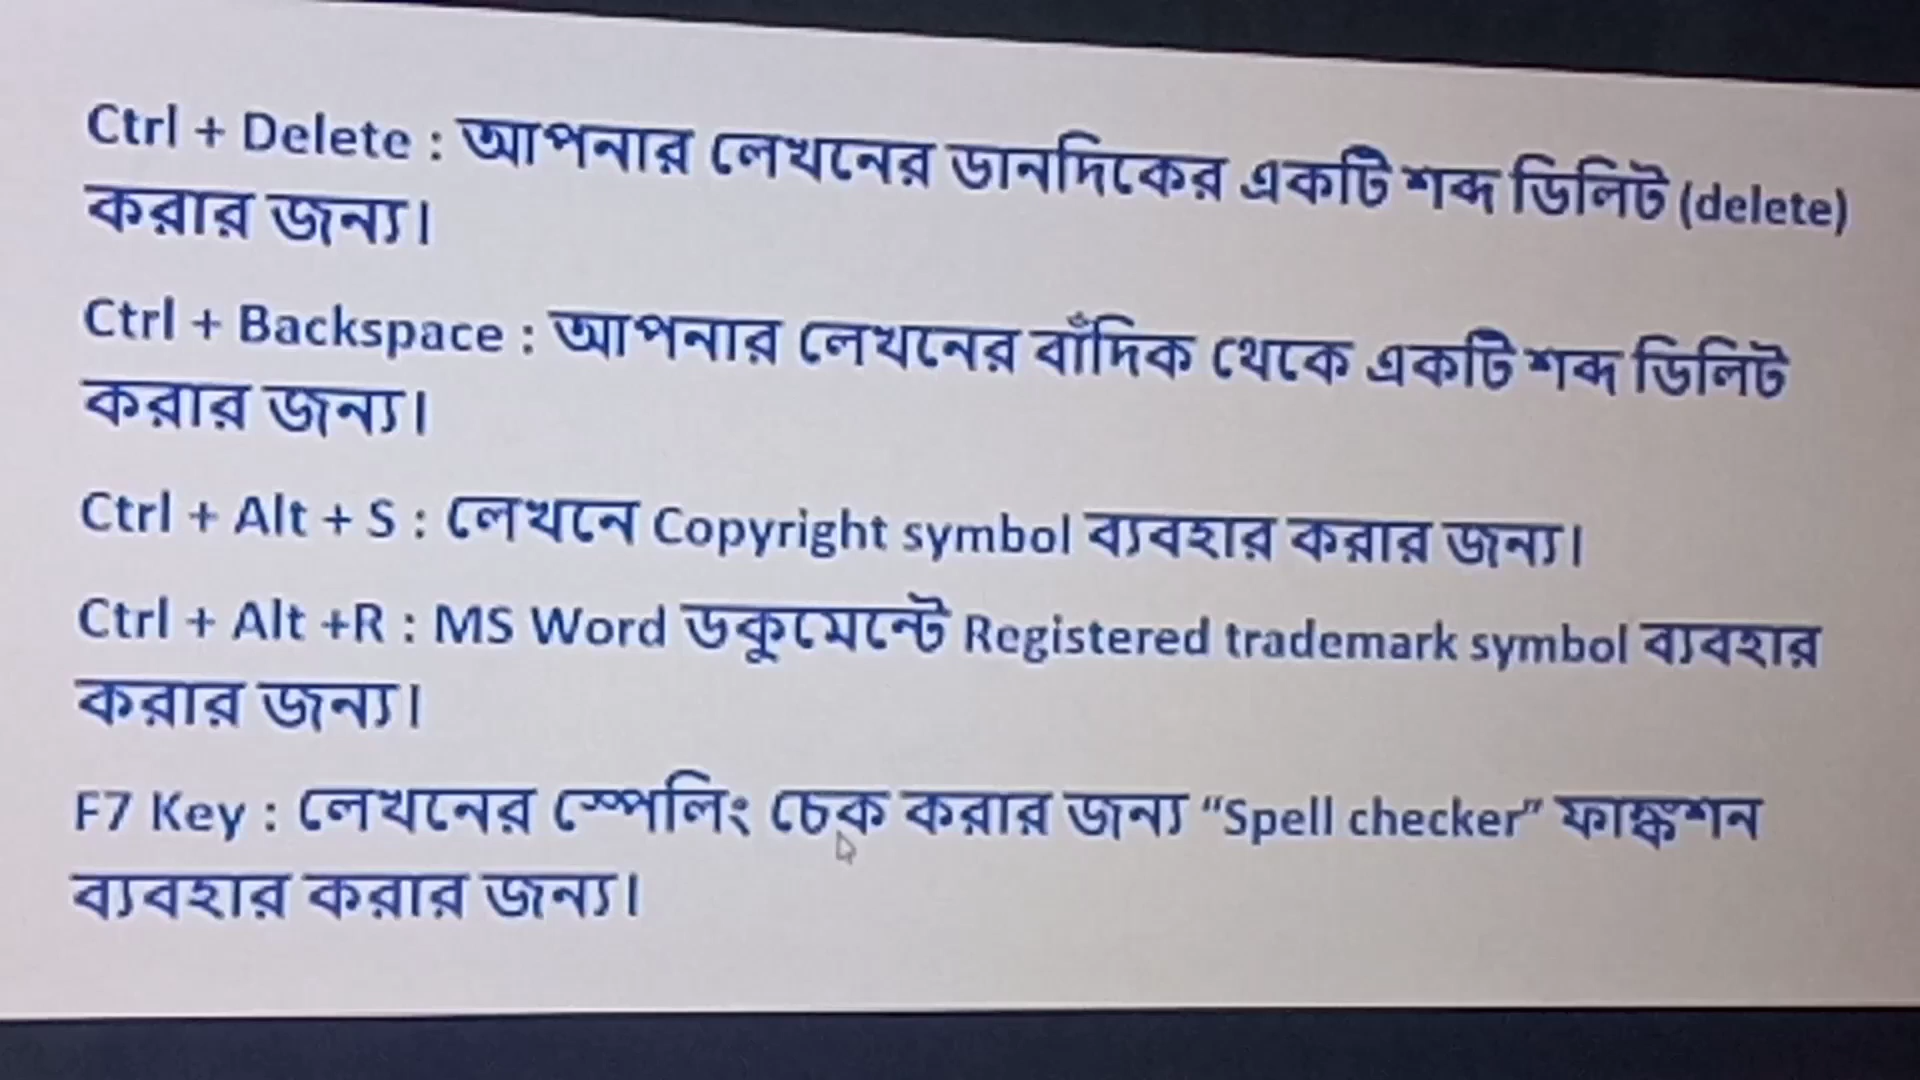 Ctrl + Delete : আপনার লেখনের ডানদিকের একটি শব্দ ডিলিট (delete)
করার জন্য।
Ctrl + Backspace : আপনার লেখনের বাঁদিক থেকে একটি শব্দ ডিলিট
করার জন্য।
Ctrl + Alt + S : লেখনে Copyright symbol ব্যবহার করার জন্য।
Ctrl + Alt +R : MS Word ডকুমেন্টে Registered trademark symbol ব্যবহার
করার জন্য।
F7 Key : লেখনের স্পেলিং চেক করার জন্য “Spell checker” ফাঙ্কশন
ব্যবহার করার জন্য।